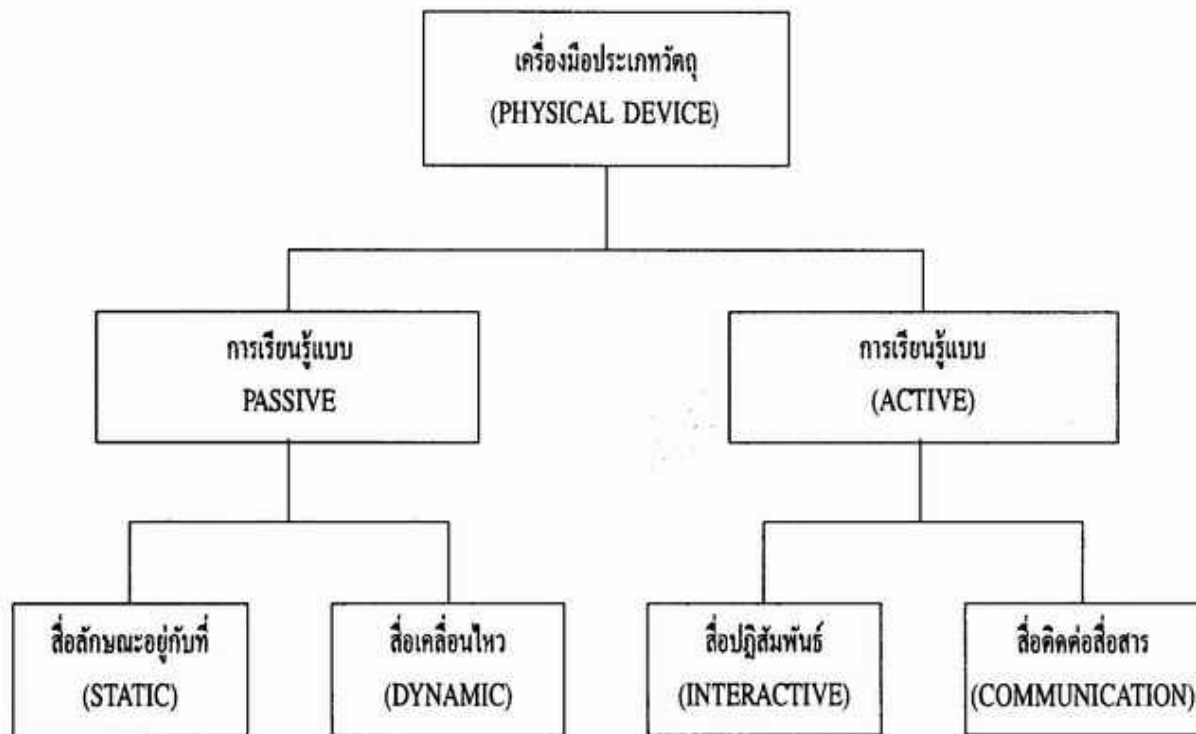 เครื่องมือประเภทวัตถุ
(PHYSICAL DEVICE)
การเรียนรู้แบบ
PASSIVE
การเรียนรู้แบบ
(ACTIVE)
สื่อลักษณะอยู่กับที่
(STATIC)
สื่อเคลื่อนไหว
(DYNAMIC)
สื่อปฏิสัมพันธ์
(INTERACTIVE)
สื่อติดต่อสื่อสาร
(COMMUNICATION)